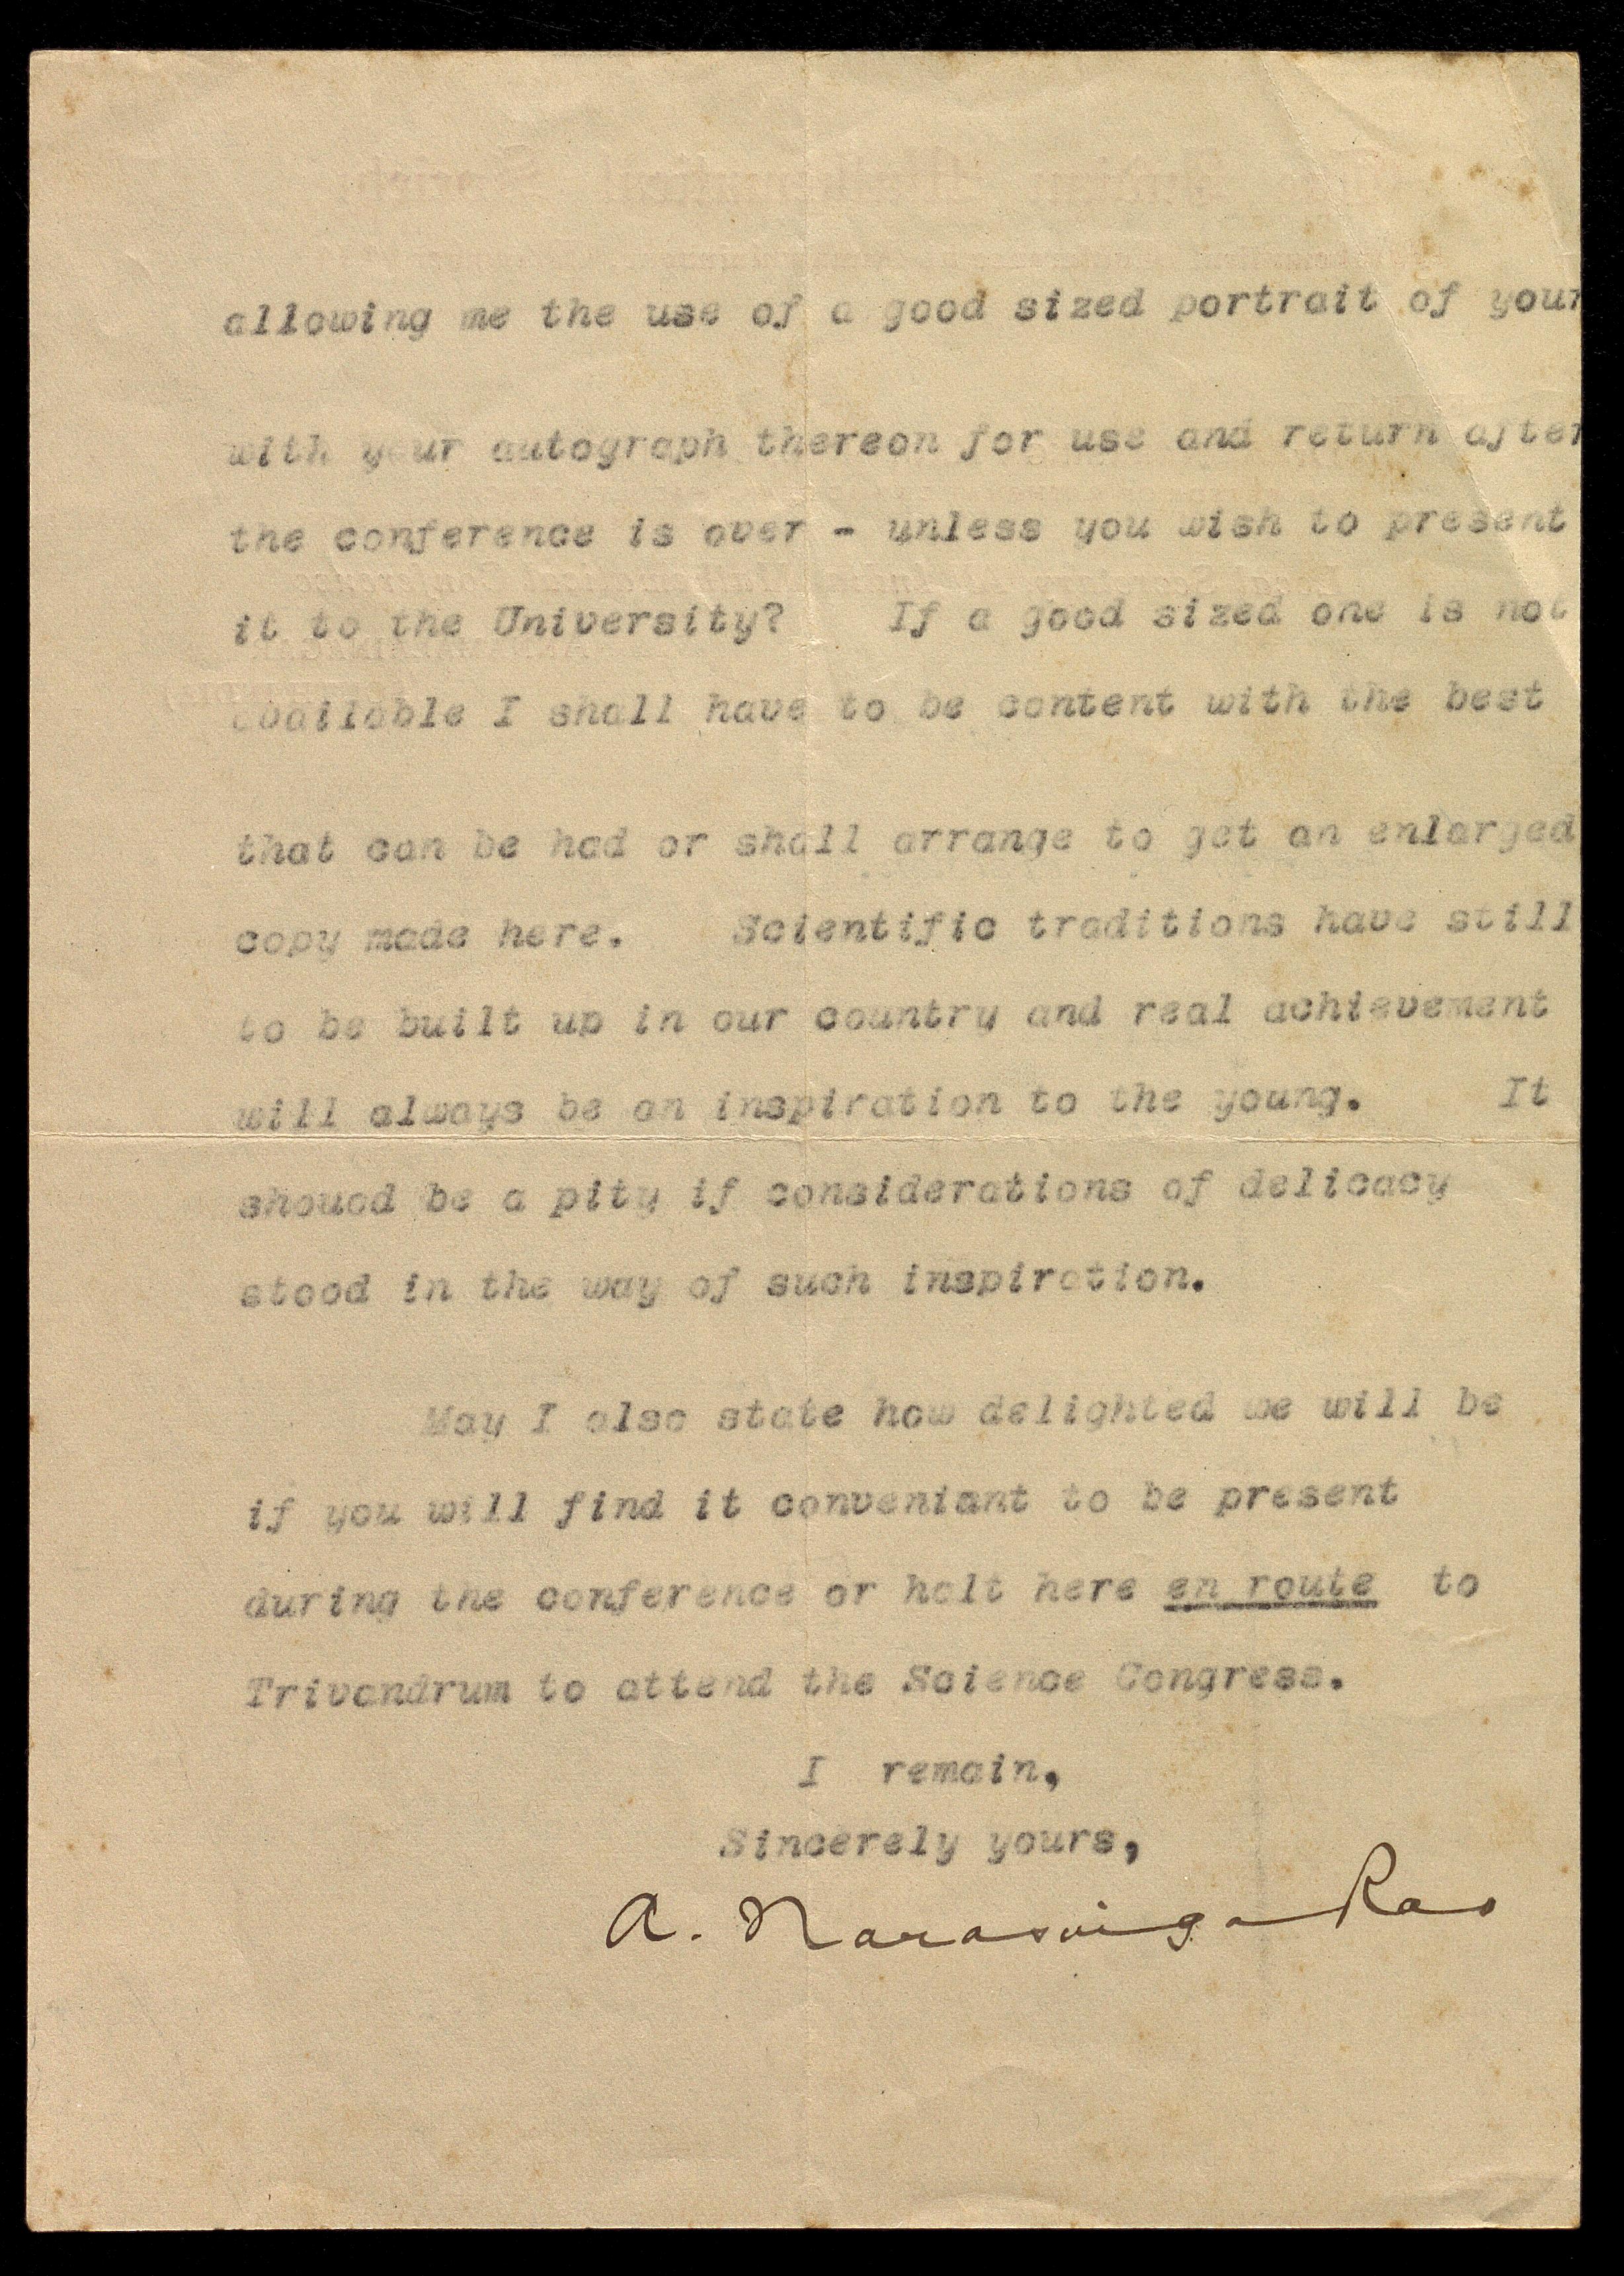 allowing me the use of a good sized portrait of your
with your autograph thereon for use and return after
the conference is over - unless you wish to present
it to the University? If a good sized one is not
available I shall have to be content with the best
that can be had or shall arrange to get an enlarged
copy made here. Scientific traditions have still
to be built up in our country and real achievement
will always be an inspiration to the young. It
shouod be a pity if considerations of delicacy
stood in the way of such inspiration.
May I also state how delighted we will be
if you will find it conveniant to be present
during the conference or halt here en route to
Trivandrum to attend the Science Congress.
I remain,
Sincerely yours,
A. Narasinga Rao